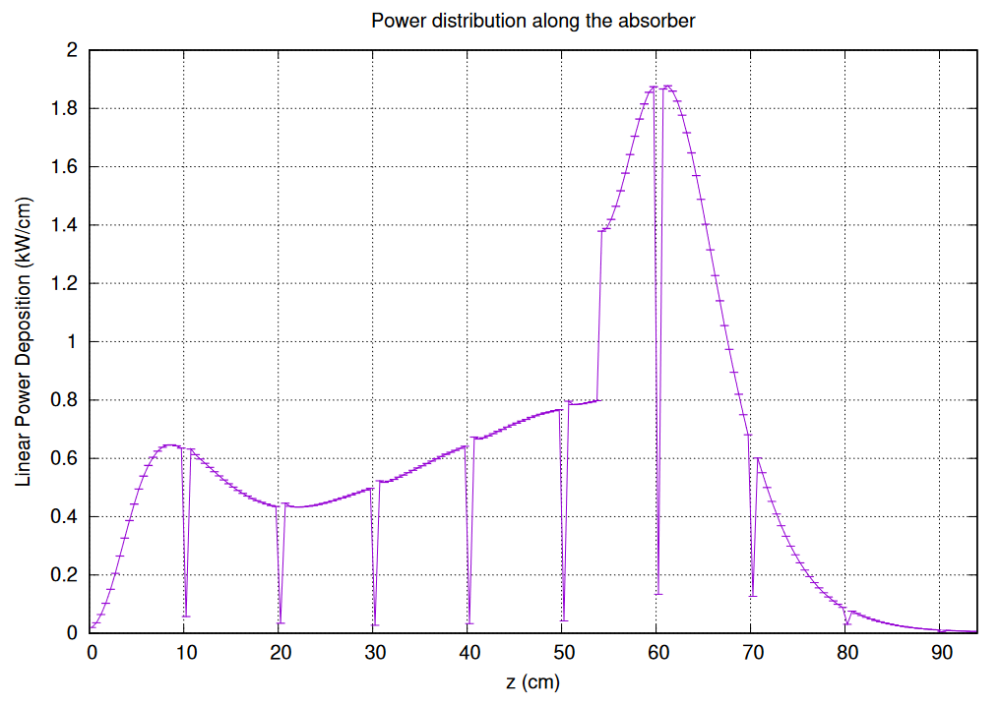 Power distribution along the absorber
2
1.8
1.6
1.4
1.2
1
0.8
0.6
0.4
0.2
0
Linear Power Deposition (kW/cm)
0 10 20 30 40 50 60 70 80 90
z (cm)